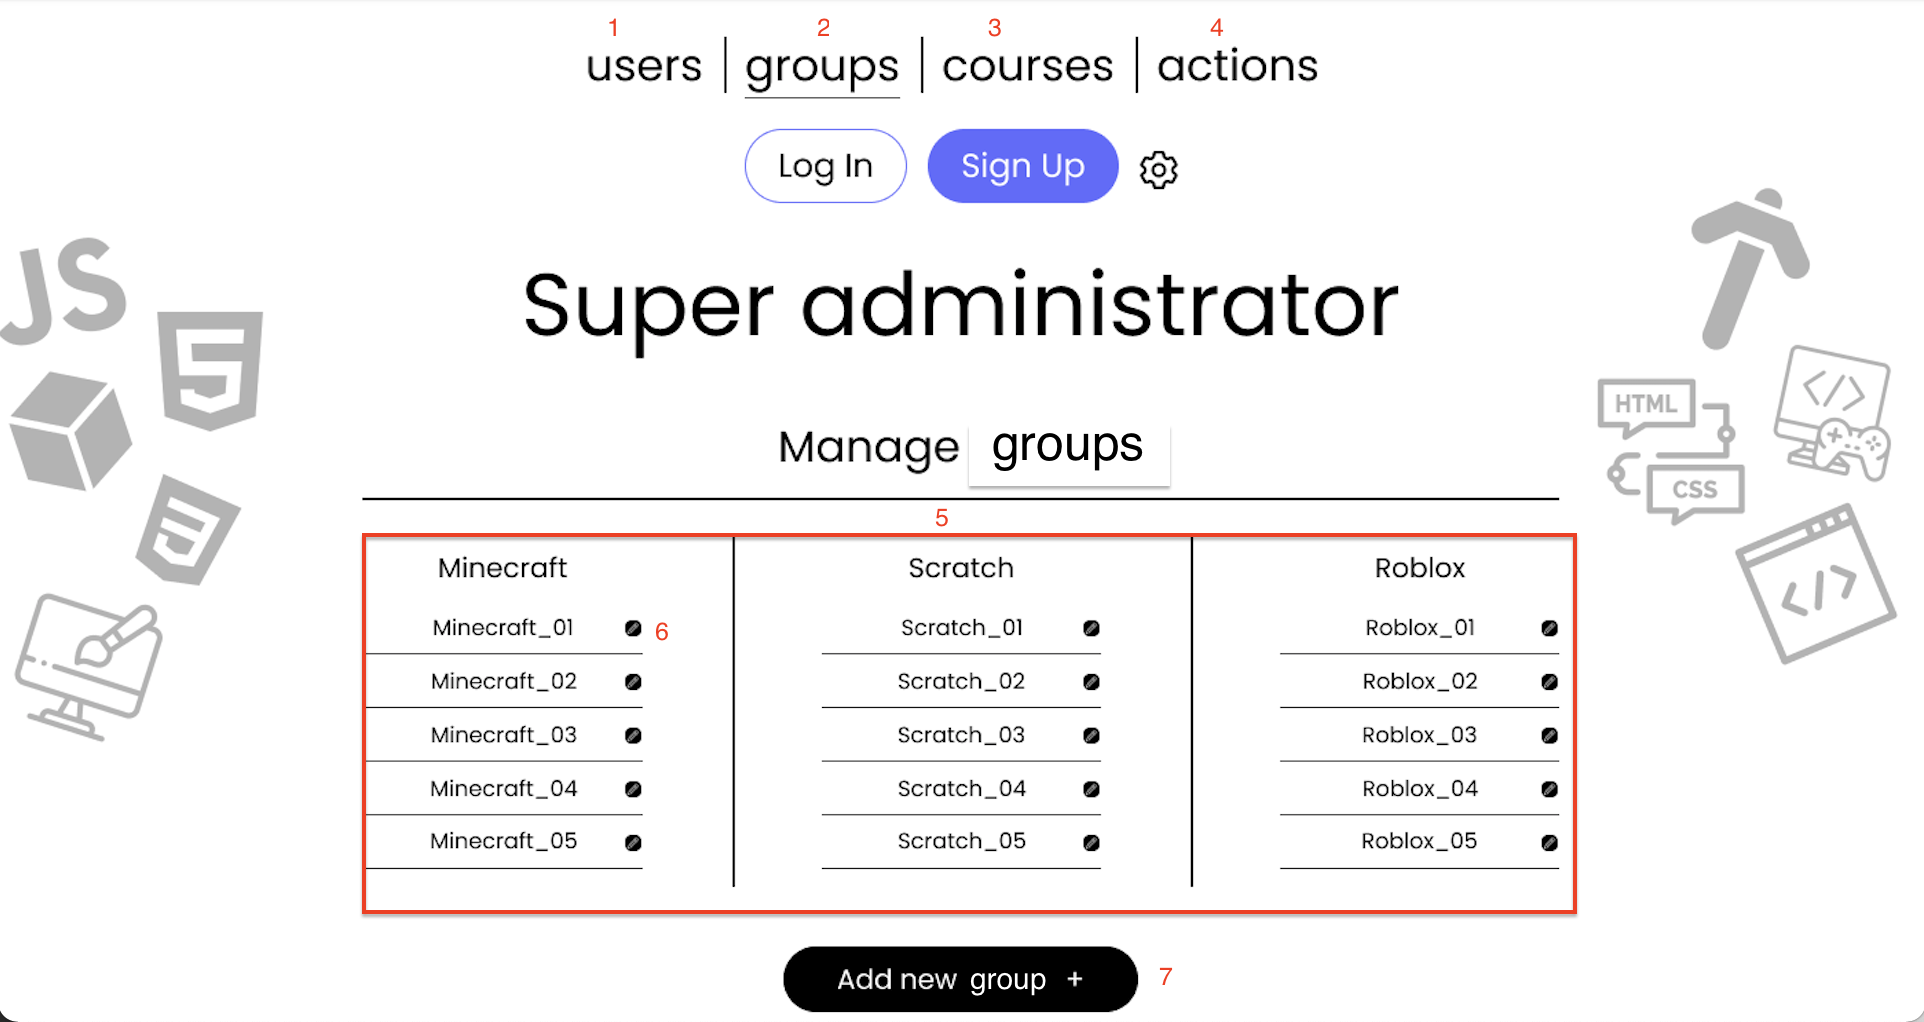 1 2 3 4
users groups courses actions
Log In Sign Up
JS
5
3
HTML
CSS
</>
</>
Super administrator
Manage groups
5
Minecraft Scratch Roblox
Minecraft_01 6 Scratch_01 Roblox_01
Minecraft_02 Scratch_02 Roblox_02
Minecraft_03 Scratch_03 Roblox_03
Minecraft_04 Scratch_04 Roblox_04
Minecraft_05 Scratch_05 Roblox_05
Add new group + 7